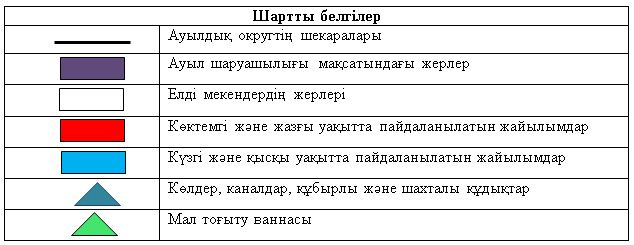 Шартты белгілер
Ауылдық округтің шекаралары
Ауыл шаруашылығы мақсатындағы жерлер
Елді мекендердің жерлері
Көктемгі және жазғы уақытта пайдаланылатын жайылымдар
Күзгі және қысқы уақытта пайдаланылатын жайылымдар
Көлдер, каналдар, құбырлы және шахталы құдықтар
Мал тоғыту ваннасы